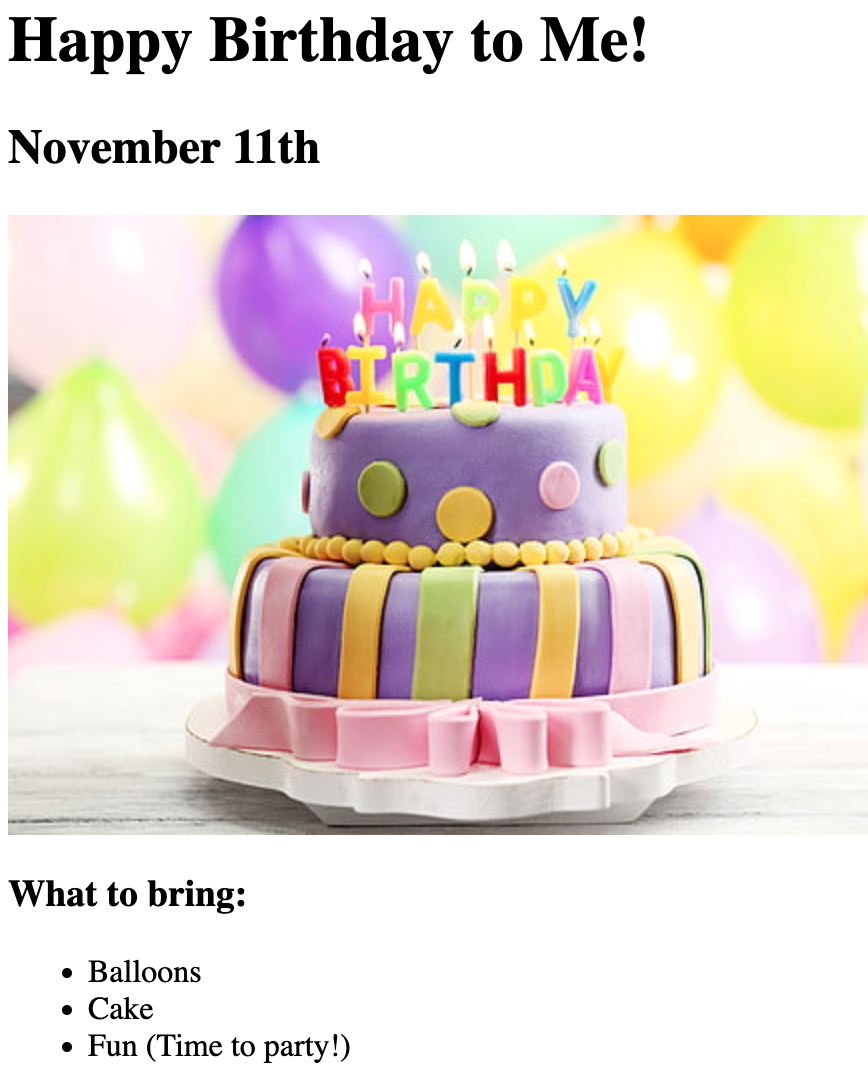 Happy Birthday to Me!
November 11th
HAPPY
BIRTHDAY
What to bring:
Balloons
Cake
Fun (Time to party!)